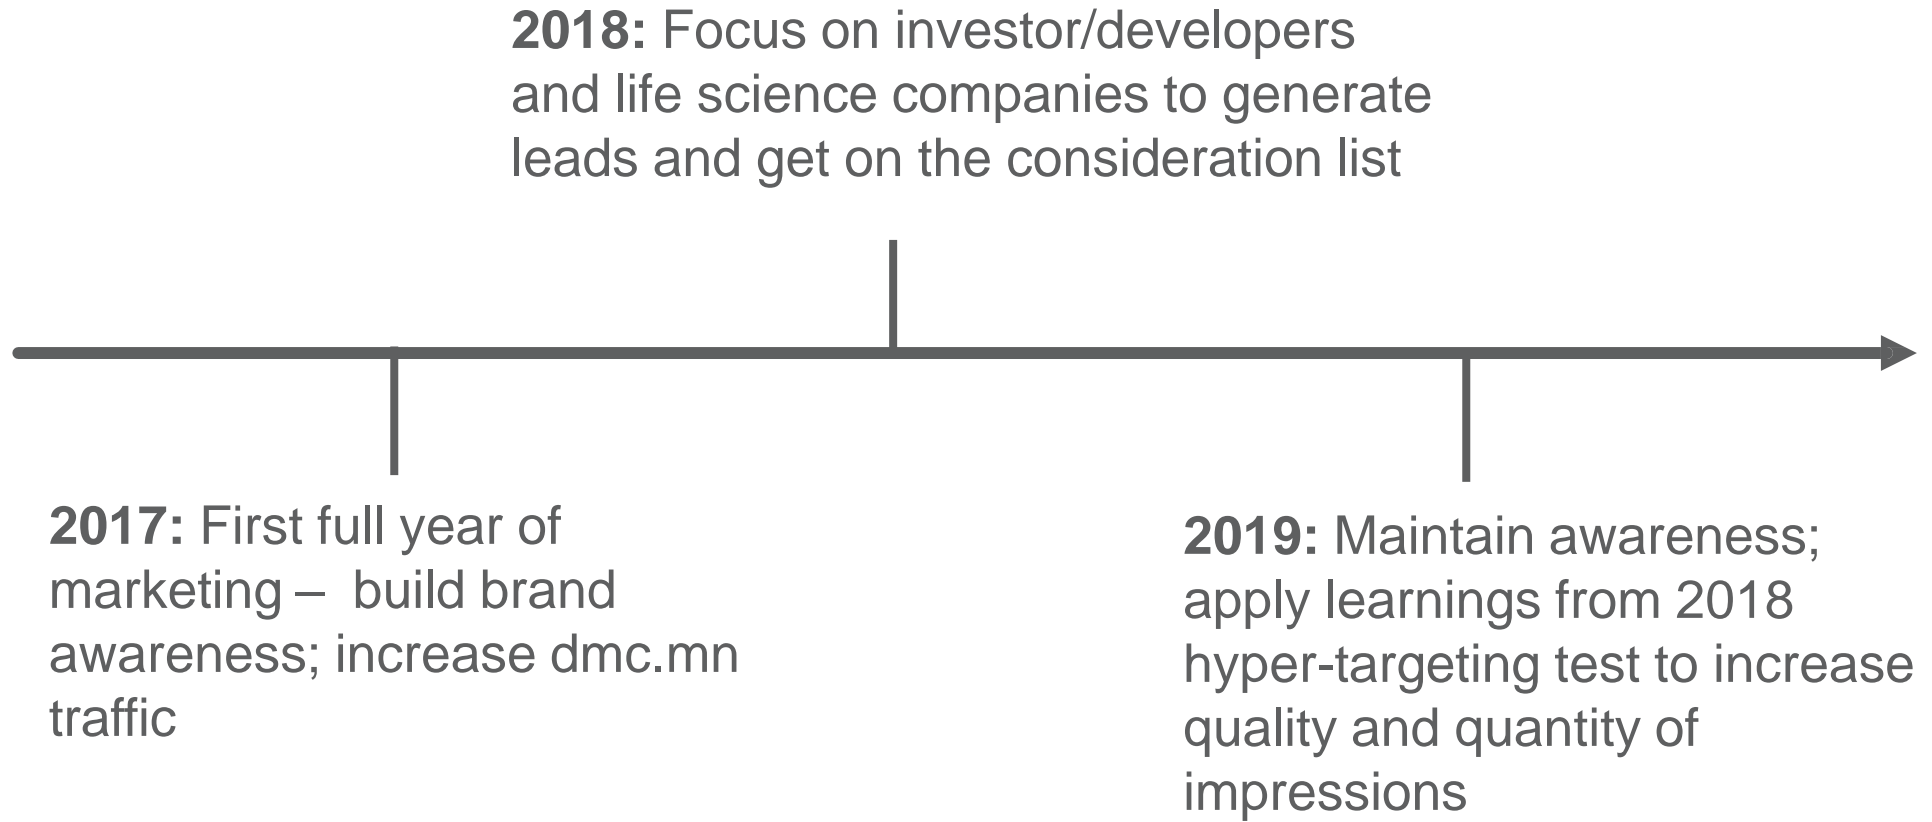 2018: Focus on investor/developers
and life science companies to generate
leads and get on the consideration list
2017: First full year of
marketing – build brand
awareness; increase dmc.mn
traffic
2019: Maintain awareness;
apply learnings from 2018
hyper-targeting test to increase
quality and quantity of
impressions